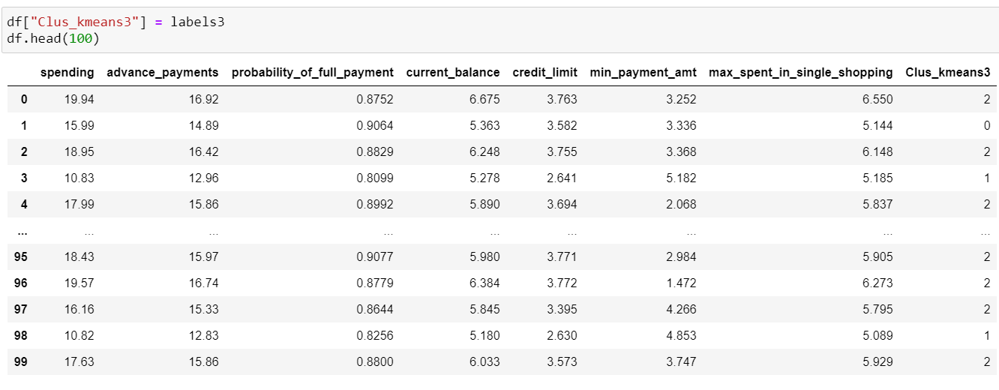 df["Clus_kmeans3"] = labels3
df.head(100)
spending advance_payments probability_of_full_payment current_balance credit_limit min_payment_amt max_spent_in_single_shopping Clus_kmeans3
0 19.94 16.92 0.8752 6.675 3.763 3.252 6.550 2
1 15.99 14.89 0.9064 5.363 3.582 3.336 5.144 0
2 18.95 16.42 0.8829 6.248 3.755 3.368 6.148 2
3 10.83 12.96 0.8099 5.278 2.641 5.182 5.185 1
4 17.99 15.86 0.8992 5.890 3.694 2.068 5.837 2
... ... ... ... ... ... ... ... ...
95 18.43 15.97 0.9077 5.980 3.771 2.984 5.905 2
96 19.57 16.74 0.8779 6.384 3.772 1.472 6.273 2
97 16.16 15.33 0.8644 5.845 3.395 4.266 5.795 2
98 10.82 12.83 0.8256 5.180 2.630 4.853 5.089 1
99 17.63 15.86 0.8800 6.033 3.573 3.747 5.929 2